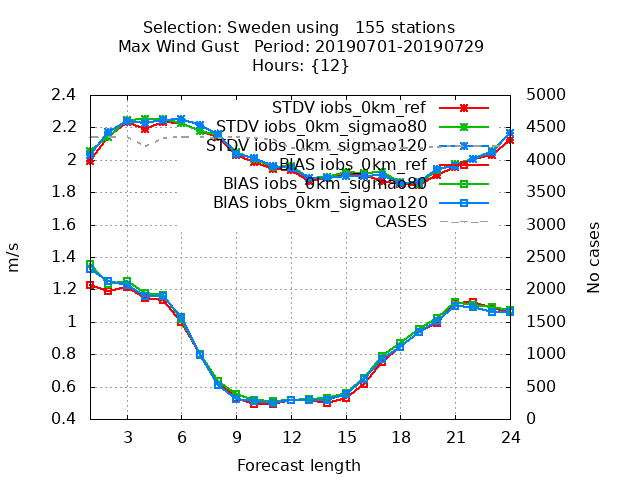 Selection: Sweden using 155 stations
Max Wind Gust Period: 20190701-20190729
Hours: {12}
2.4
2.2
2
1.8
1.6
1.4
1.2
1
0.8
0.6
0.4
m/s
STDV iobs_0km_ref
STDV iobs_0km_sigmao80
STDV iobs_0km_sigmao120
BIAS iobs_0km_ref
BIAS iobs_0km_sigmao80
BIAS iobs_0km_sigmao120
CASES
5000
4500
4000
3500
3000
2500
2000
1500
1000
500
0
No cases
3 6 9 12 15 18 21 24
Forecast length